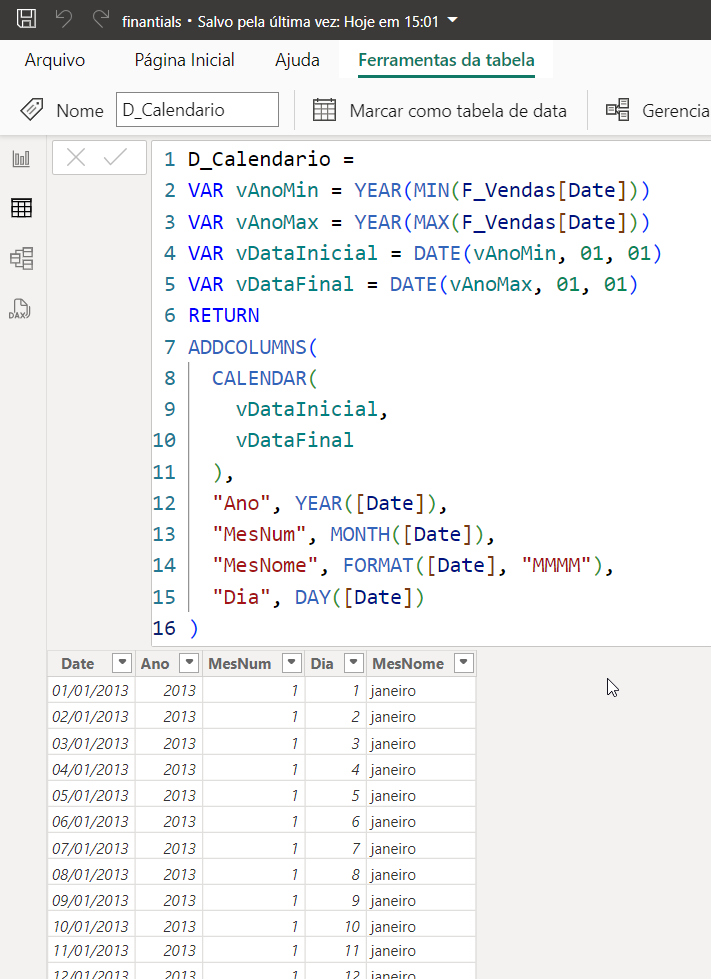 finantials • Salvo pela última vez: Hoje em 15:01
Arquivo Página Inicial Ajuda Ferramentas da tabela
Nome D_Calendario Marcar como tabela de data Gerencia
1 D_Calendario =
2 VAR vAnoMin = YEAR(MIN(F_Vendas[Date]))
3 VAR vAnoMax = YEAR(MAX(F_Vendas[Date]))
4 VAR vDataInicial = DATE(vAnoMin, 01, 01)
5 VAR vDataFinal = DATE(vAnoMax, 01, 01)
6 RETURN
7 ADDCOLUMNS(
8 CALENDAR(
9 vDataInicial,
10 vDataFinal
11 ),
12 "Ano", YEAR([Date]),
13 "MesNum", MONTH([Date]),
14 "MesNome", FORMAT([Date], "MMMM"),
15 "Dia", DAY([Date])
16 )
DAX
Date Ano MesNum Dia MesNome
01/01/2013 2013 1 1 janeiro
02/01/2013 2013 1 2 janeiro
03/01/2013 2013 1 3 janeiro
04/01/2013 2013 1 4 janeiro
05/01/2013 2013 1 5 janeiro
06/01/2013 2013 1 6 janeiro
07/01/2013 2013 1 7 janeiro
08/01/2013 2013 1 8 janeiro
09/01/2013 2013 1 9 janeiro
10/01/2013 2013 1 10 janeiro
11/01/2013 2013 1 11 janeiro
12/01/2013 2013 1 12 janeiro